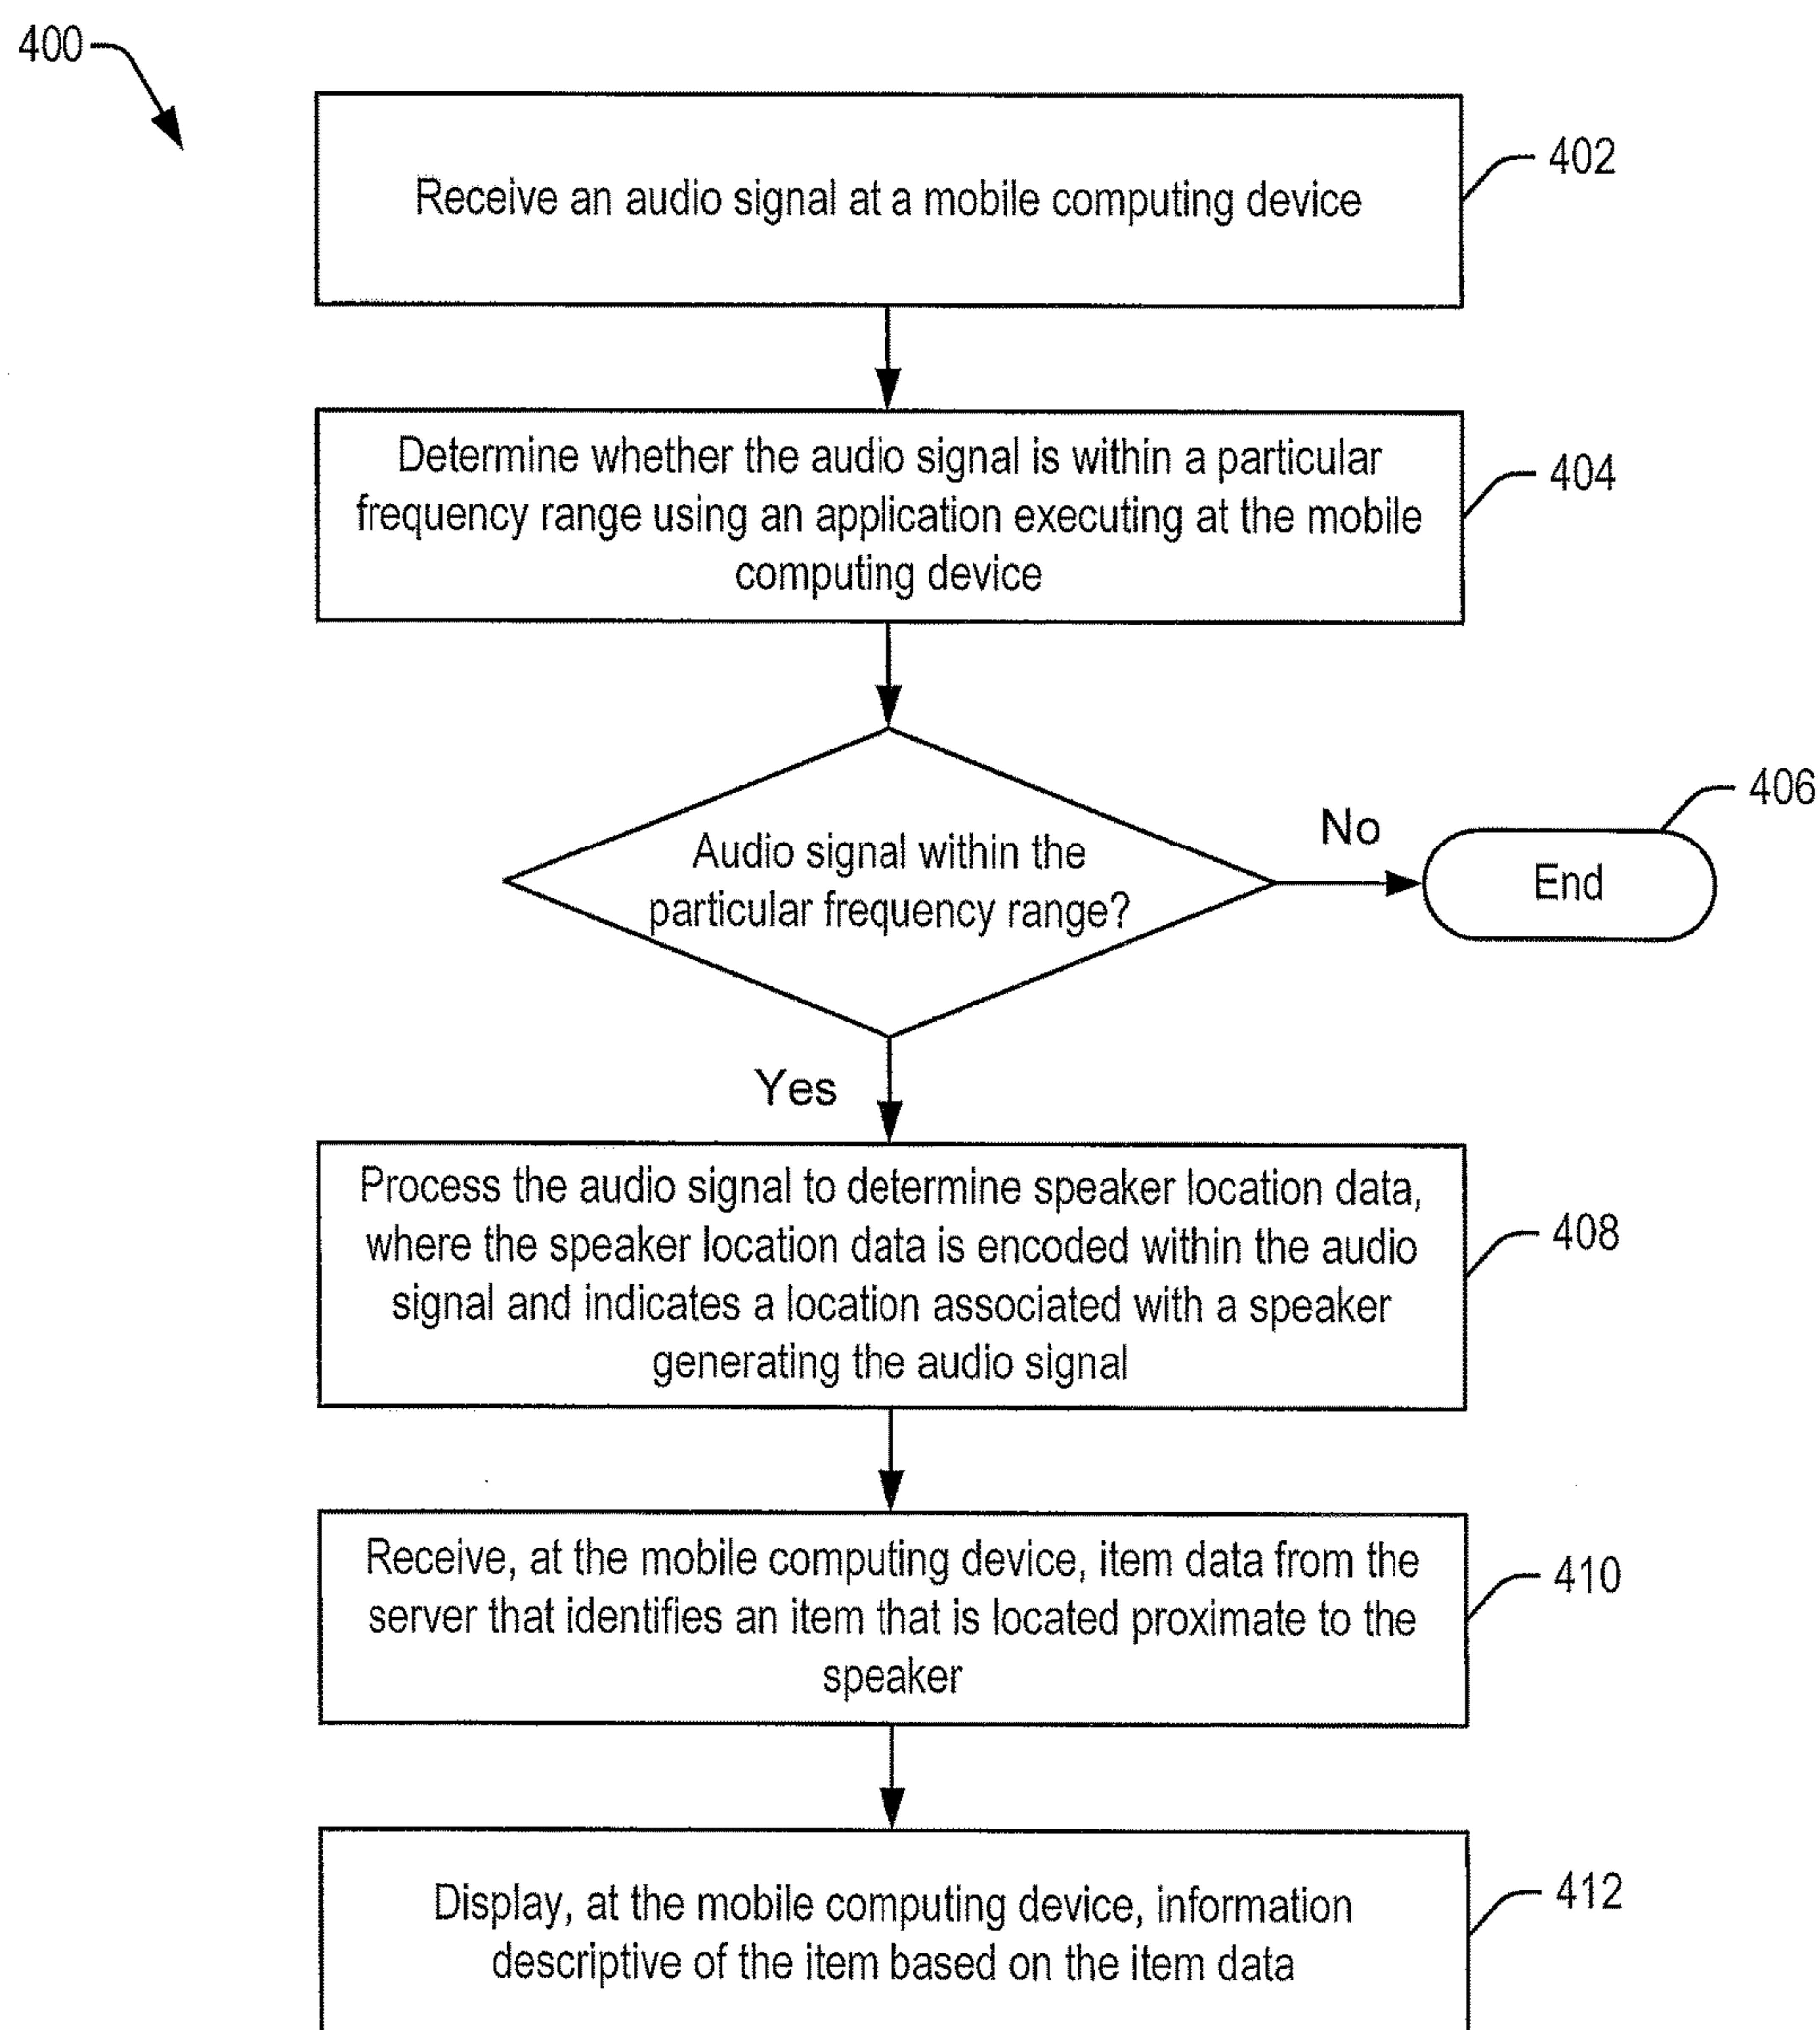 400
Receive an audio signal at a mobile computing device
402
Determine whether the audio signal is within a particular
frequency range using an application executing at the mobile
computing device
404
Audio signal within the
particular frequency range?
No
End
406
Yes
Process the audio signal to determine speaker location data,
where the speaker location data is encoded within the audio
signal and indicates a location associated with a speaker
generating the audio signal
408
Receive, at the mobile computing device, item data from the
server that identifies an item that is located proximate to the
speaker
410
Display, at the mobile computing device, information
descriptive of the item based on the item data
412